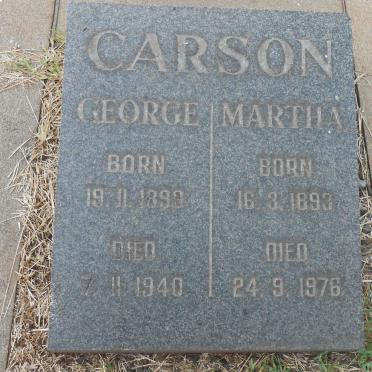 CARSON
GEORGE
BORN
19. 11. 1893
DIED
7. 11. 1940
MARTHA
BORN
16. 3. 1893
DIED
24. 9. 1976